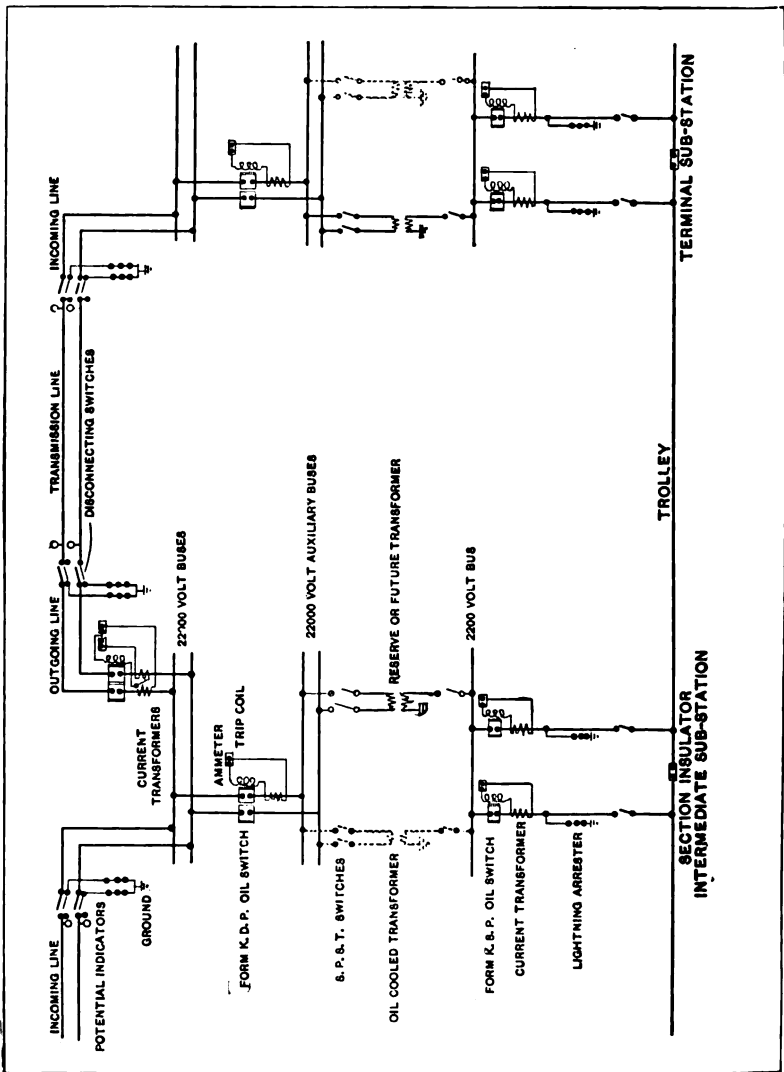 INCOMING LINE
POTENTIAL INDICATORS
GROUND
OUTGOING LINE
TRANSMISSION LINE
DISCONNECTING SWITCHES
INCOMING LINE
CURRENT
TRANSFORMERS
22000 VOLT BUSES
AMMETER
TRIP COIL
FORM K.D.P. OIL SWITCH
22000 VOLT AUXILIARY BUSES
S.P.S.T. SWITCHES
RESERVE OR FUTURE TRANSFORMER
OIL COOLED TRANSFORMER
2200 VOLT BUS
FORM K.S.P. OIL SWITCH
CURRENT TRANSFORMER
LIGHTNING ARRESTER
TROLLEY
SECTION INSULATOR
INTERMEDIATE SUB-STATION
TERMINAL SUB-STATION